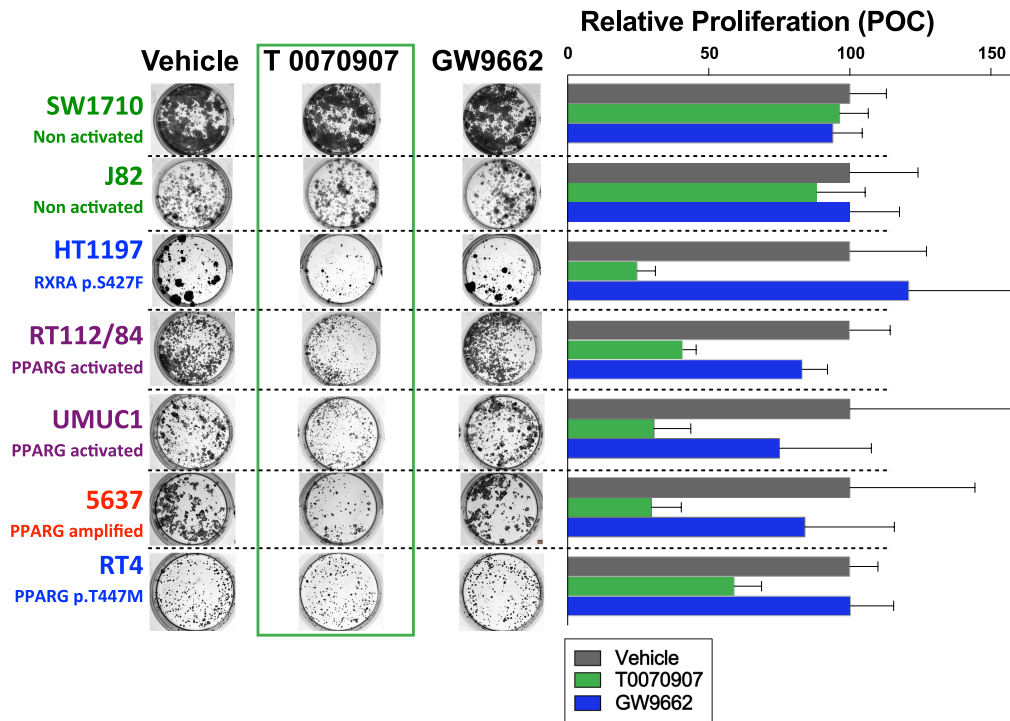 Relative Proliferation (POC)
0 50 100 150
Vehicle T 0070907 GW9662
SW1710
Non activated
J82
Non activated
HT1197
RXRA p.S427F
RT112/84
PPARG activated
UMUC1
PPARG activated
5637
PPARG amplified
RT4
PPARG p.T447M
Vehicle
T0070907
GW9662